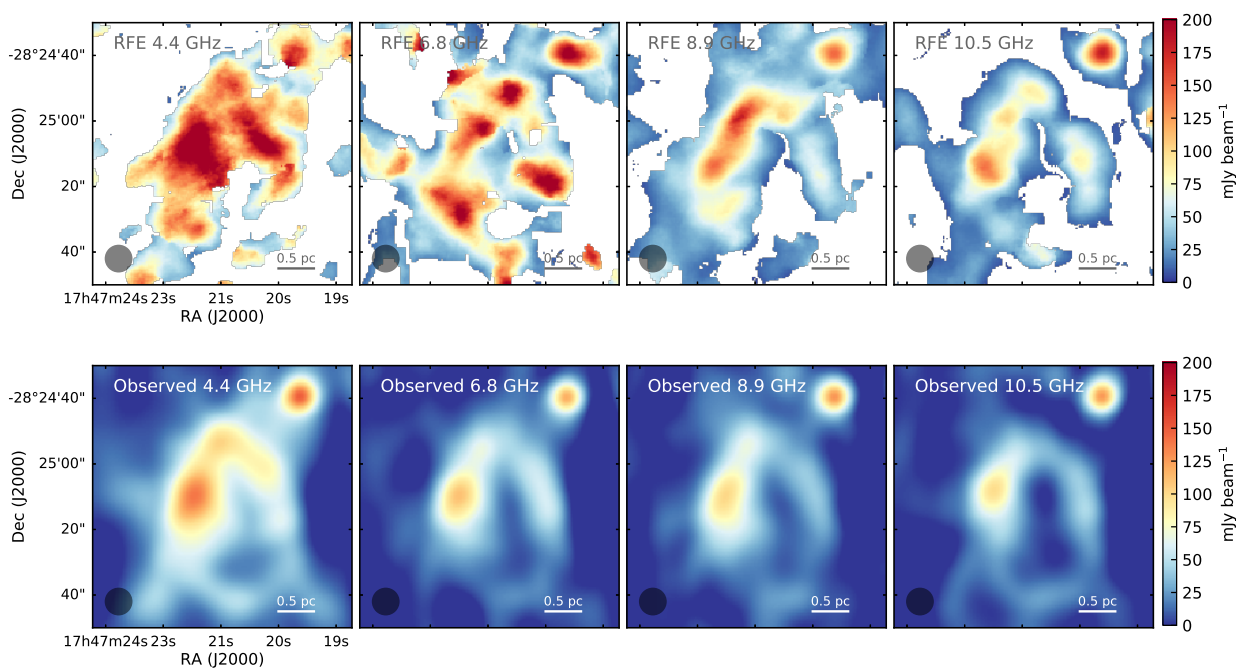 RFE 4.4 GHz
RFE 6.8 GHz
RFE 8.9 GHz
RFE 10.5 GHz
200
175
150
125
100
75
50
25
0
mJy beam⁻¹
-28°24'40"
25'00"
20"
40"
Dec (J2000)
0.5 pc
0.5 pc
0.5 pc
0.5 pc
17h47m24s 23s 21s 20s 19s
RA (J2000)
Observed 4.4 GHz
Observed 6.8 GHz
Observed 8.9 GHz
Observed 10.5 GHz
200
175
150
125
100
75
50
25
0
mJy beam⁻¹
-28°24'40"
25'00"
20"
40"
Dec (J2000)
0.5 pc
0.5 pc
0.5 pc
0.5 pc
17h47m24s 23s 21s 20s 19s
RA (J2000)